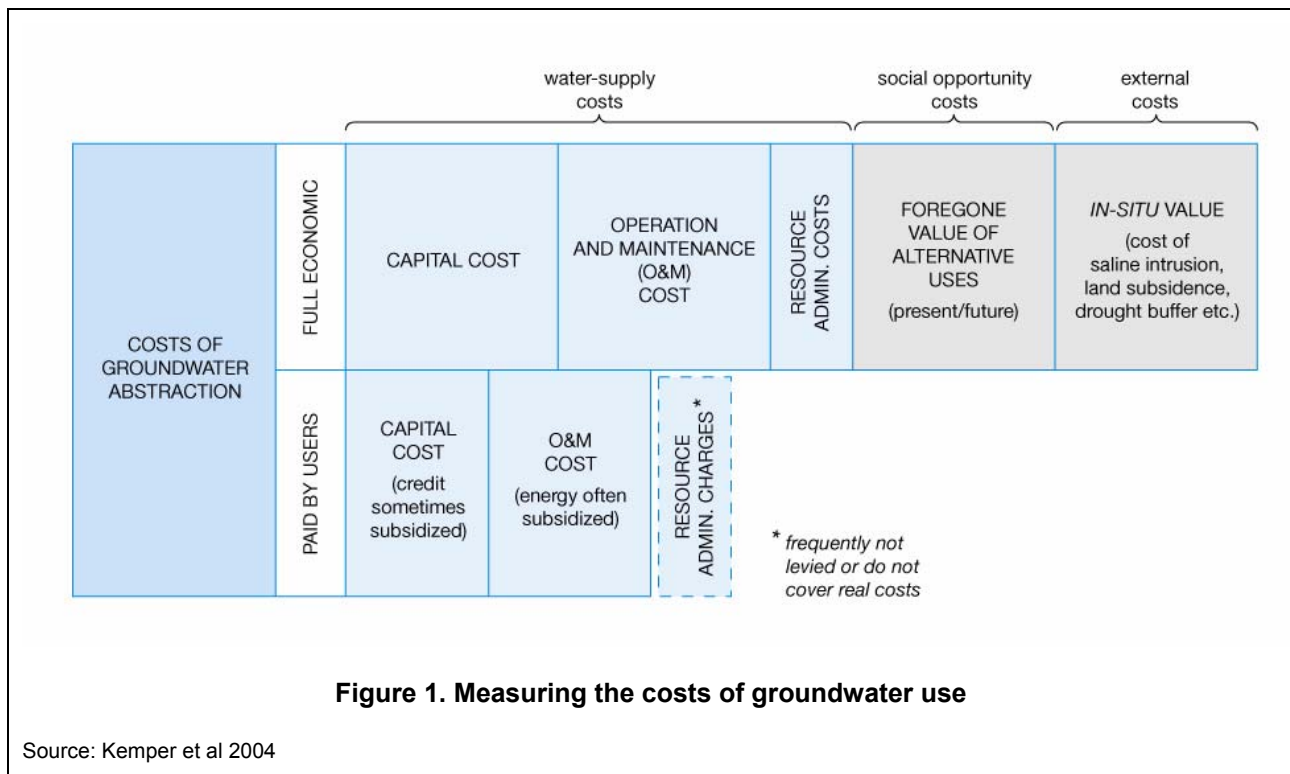 water-supply
costs
social opportunity
costs
external
costs
COSTS OF
GROUNDWATER
ABSTRACTION
FULL ECONOMIC
CAPITAL COST
OPERATION
AND MAINTENANCE
(O&M)
COST
RESOURCE
ADMIN. COSTS
FOREGONE
VALUE OF
ALTERNATIVE
USES
(present/future)
IN-SITU VALUE
(cost of
saline intrusion,
land subsidence,
drought buffer etc.)
PAID BY USERS
CAPITAL
COST
(credit
sometimes
subsidized)
O&M
COST
(energy often
subsidized)
RESOURCE
ADMIN. CHARGES*
* frequently not
levied or do not
cover real costs
Figure 1. Measuring the costs of groundwater use
Source: Kemper et al 2004